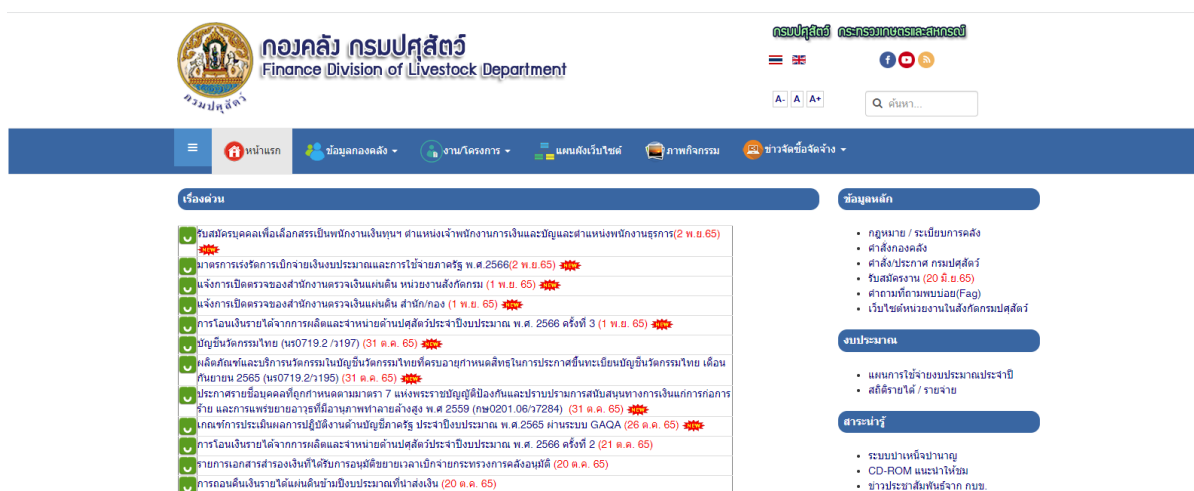 กรมปศุสัตว์ กระทรวงเกษตรและสหกรณ์
กองคลัง กรมปศุสัตว์
Finance Division of Livestock Department
กรมปศุสัตว์
A- A A+
ค้นหา...
หน้าแรก ข้อมูลกองคลัง งาน/โครงการ แผนผังเว็บไซต์ ภาพกิจกรรม ข่าวจัดซื้อจัดจ้าง
เรื่องด่วน
รับสมัครบุคคลเพื่อเลือกสรรเป็นพนักงานเงินทุนฯ ตำแหน่งเจ้าพนักงานการเงินและบัญและตำแหน่งพนักงานธุรการ(2 พ.ย.65)
NEW
มาตรการเร่งรัดการเบิกจ่ายเงินงบประมาณและการใช้จ่ายภาครัฐ พ.ศ.2566(2 พ.ย.65) NEW
แจ้งการเปิดตรวจของสำนักงานตรวจเงินแผ่นดิน หน่วยงานสังกัดกรม (1 พ.ย. 65) NEW
แจ้งการเปิดตรวจของสำนักงานตรวจเงินแผ่นดิน สำนัก/กอง (1 พ.ย. 65) NEW
การโอนเงินรายได้จากการผลิตและจำหน่ายด้านปศุสัตว์ประจำปีงบประมาณ พ.ศ. 2566 ครั้งที่ 3 (1 พ.ย. 65) NEW
บัญชีนวัตกรรมไทย (นร0719.2 /ว197) (31 ต.ค. 65) NEW
ผลิตภัณฑ์และบริการนวัตกรรมในบัญชีนวัตกรรมไทยที่ครบอายุกำหนดสิทธในการประกาศขึ้นทะเบียนบัญชีนวัตกรรมไทย เดือน
กันยายน 2565 (นร0719.2/ว195) (31 ต.ค. 65) NEW
ประกาศรายชื่อบุคคลที่ถูกกำหนดตามมาตรา 7 แห่งพระราชบัญญัติป้องกันและปราบปรามการสนับสนุนทางการเงินแก่การก่อการ
ร้าย และการแพร่ขยายอาวุธที่มีอานุภาพทำลายล้างสูง พ.ศ 2559 (กษ0201.06/ว7284) (31 ต.ค. 65) NEW
เกณฑ์การประเมินผลการปฏิบัติงานด้านบัญชีภาครัฐ ประจำปีงบประมาณ พ.ศ.2565 ผ่านระบบ GAQA (26 ต.ค. 65) NEW
การโอนเงินรายได้จากการผลิตและจำหน่ายด้านปศุสัตว์ประจำปีงบประมาณ พ.ศ. 2566 ครั้งที่ 2 (21 ต.ค. 65)
รายการเอกสารสำรองเงินที่ได้รับการอนุมัติขยายเวลาเบิกจ่ายกระทรวงการคลังอนุมัติ (20 ต.ค. 65)
การถอนคืนเงินรายได้แผ่นดินข้ามปีงบประมาณที่นำส่งเงิน (20 ต.ค. 65)
ข้อมูลหลัก
กฎหมาย / ระเบียบการคลัง
คำสั่งกองคลัง
คำสั่ง/ประกาศ กรมปศุสัตว์
รับสมัครงาน (20 มิ.ย.65)
คำถามที่ถามพบบ่อย(Fag)
เว็บไซต์หน่วยงานในสังกัดกรมปศุสัตว์
งบประมาณ
แผนการใช้จ่ายงบประมาณประจำปี
สถิติรายได้ / รายจ่าย
สาระน่ารู้
ระบบบำเหน็จบำนาญ
CD-ROM แนะนำให้ชม
ข่าวประชาสัมพันธ์จาก กบข.